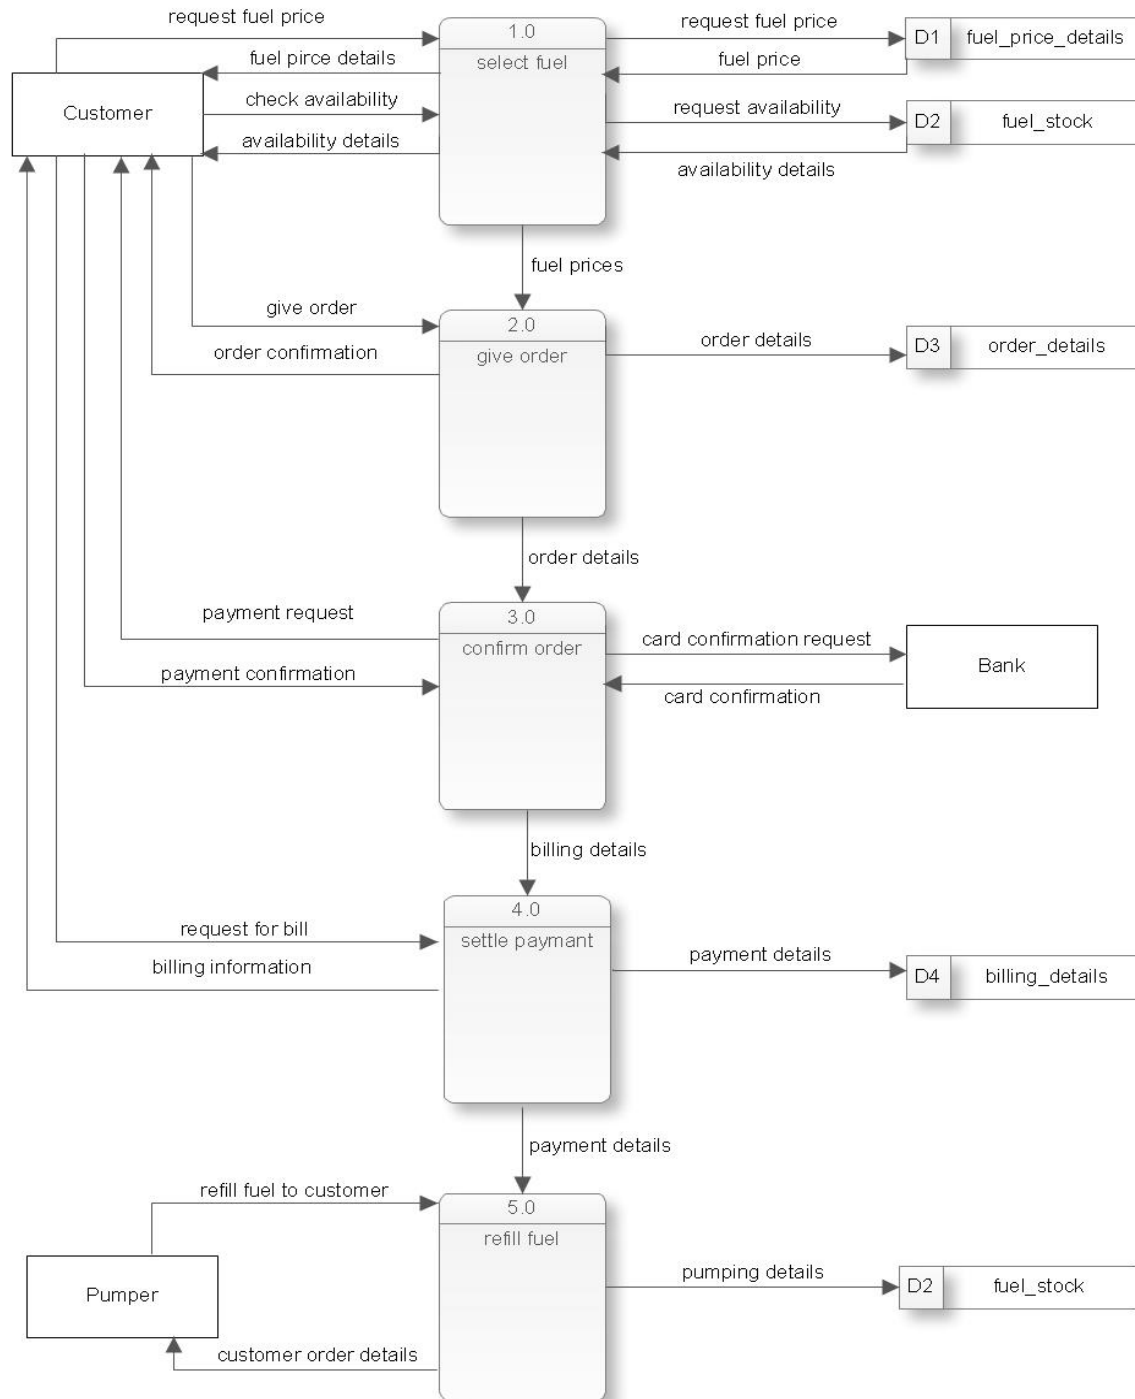 request fuel price
1.0
request fuel price
D1
fuel_price_details
fuel pirce details
select fuel
fuel price
Customer
check availability
request availability
D2
fuel_stock
availability details
availability details
fuel prices
give order
2.0
order details
D3
order_details
order confirmation
give order
order details
payment request
3.0
card confirmation request
confirm order
Bank
payment confirmation
card confirmation
billing details
4.0
request for bill
settle paymant
payment details
billing information
D4
billing_details
payment details
refill fuel to customer
5.0
refill fuel
pumping details
D2
fuel_stock
Pumper
customer order details